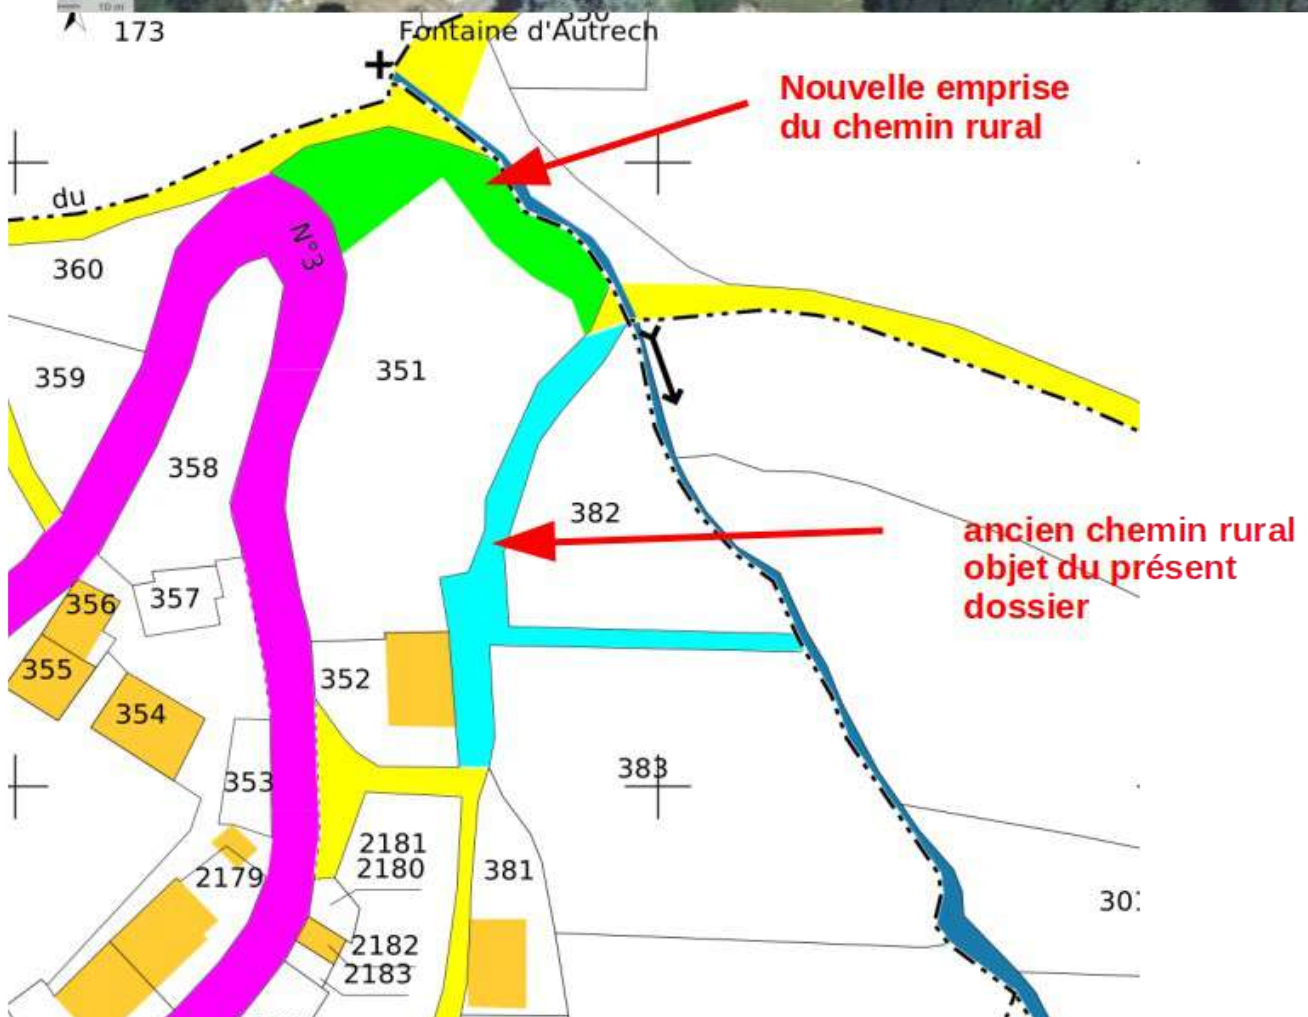 10 m
173
Fontaine d'Autrech
Nouvelle emprise
du chemin rural
du
N°3
360
359
351
358
382
ancien chemin rural
objet du présent
dossier
356
357
355
352
354
353
383
2181
2180
2179
381
2182
2183